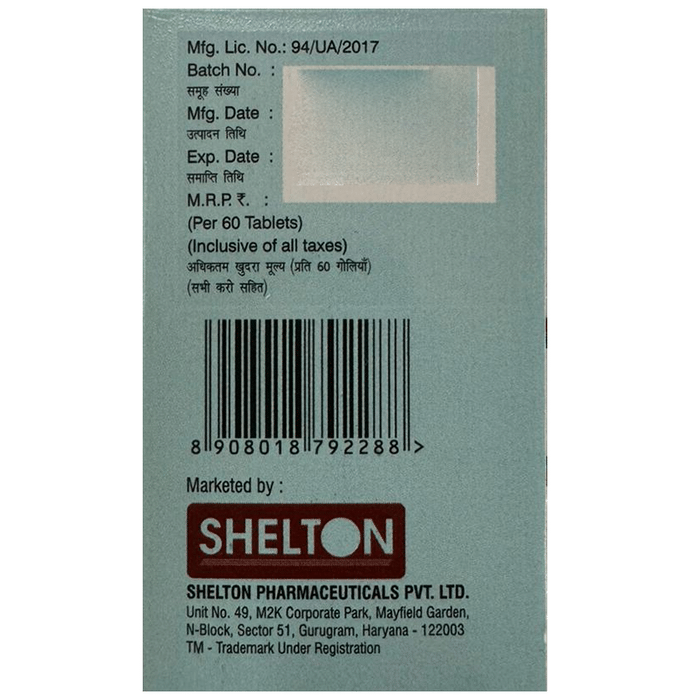 Mfg. Lic. No.: 94/UA/2017
Batch No. :
समूह संख्या
Mfg. Date :
उत्पादन तिथि
Exp. Date :
समाप्ति तिथि
M.R.P. ₹. :
(Per 60 Tablets)
(Inclusive of all taxes)
अधिकतम खुदरा मूल्य (प्रति 60 गोलियाँ)
(सभी करो सहित)
8 908018 792288 >
Marketed by :
SHELTON
SHELTON PHARMACEUTICALS PVT. LTD.
Unit No. 49, M2K Corporate Park, Mayfield Garden,
N-Block, Sector 51, Gurugram, Haryana - 122003
TM - Trademark Under Registration